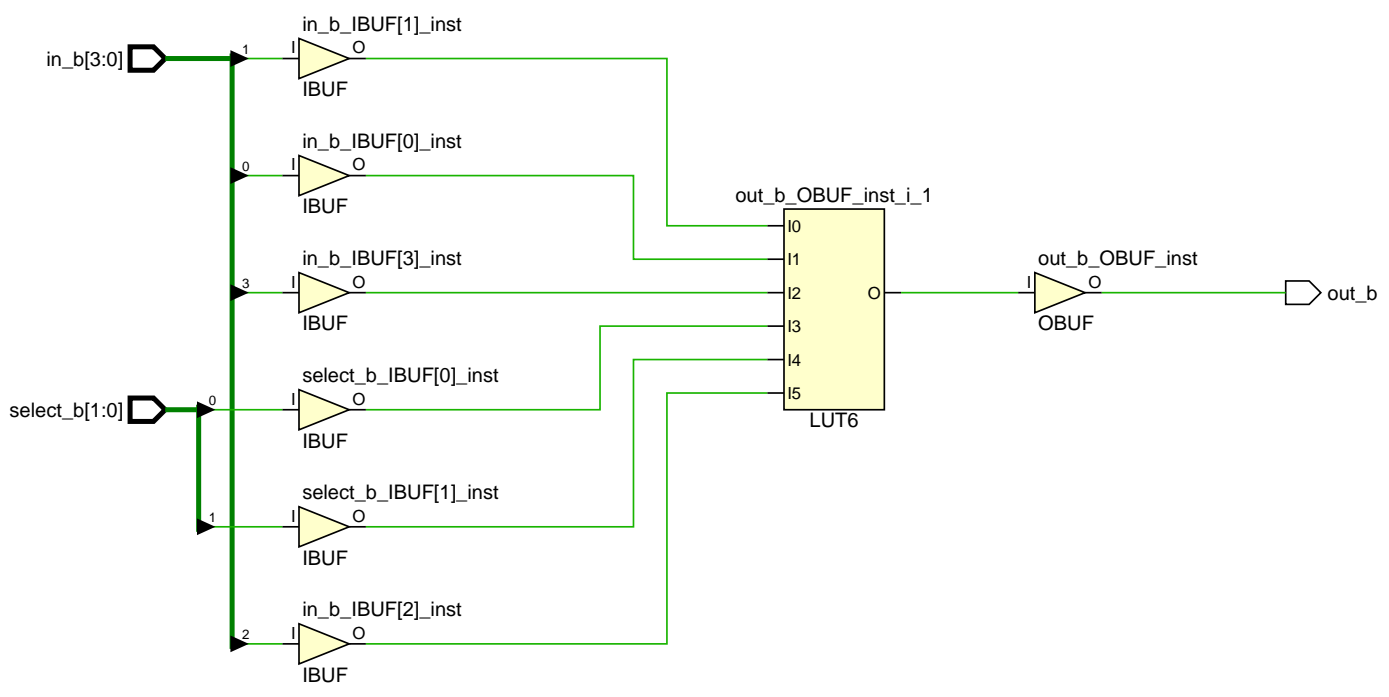 in_b_IBUF[1]_inst
in_b[3:0]
1
I
O
IBUF
in_b_IBUF[0]_inst
0
I
O
IBUF
out_b_OBUF_inst_i_1
I0
I1
I2
I3
I4
I5
O
LUT6
in_b_IBUF[3]_inst
3
I
O
IBUF
out_b_OBUF_inst
I
O
OBUF
out_b
select_b_IBUF[0]_inst
select_b[1:0]
0
I
O
IBUF
select_b_IBUF[1]_inst
1
I
O
IBUF
in_b_IBUF[2]_inst
2
I
O
IBUF